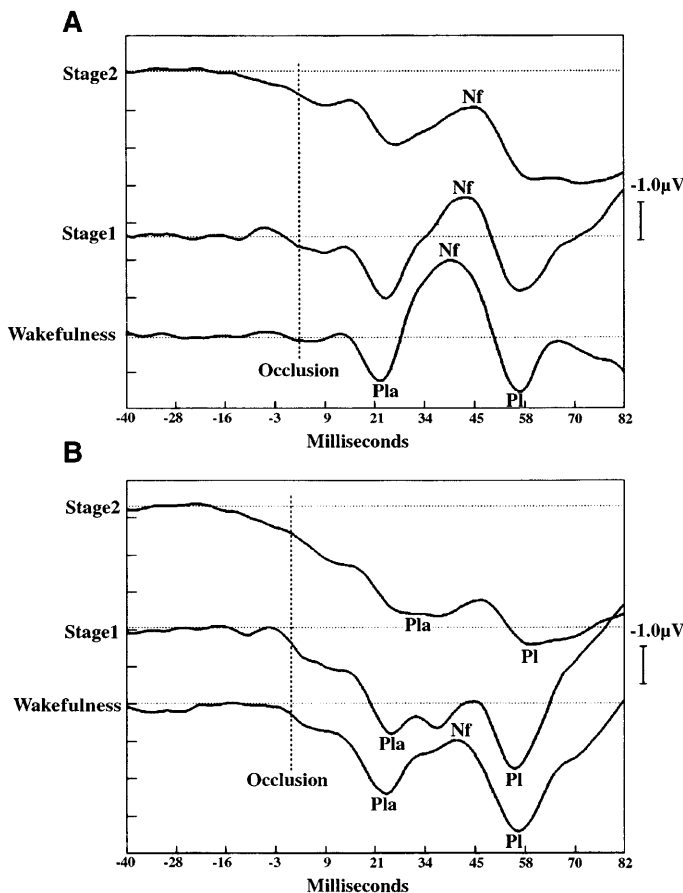 A
Stage2
Nf
-1.0µV
Nf
Stage1
Nf
Wakefulness
Occlusion
Pla
Pl
-40 -28 -16 -3 9 21 34 45 58 70 82
Milliseconds
B
Stage2
Pla
Stage1
-1.0µV
Pl
Wakefulness
Nf
Pla
Occlusion
Pl
Pla
Pl
-40 -28 -16 -3 9 21 34 45 58 70 82
Milliseconds